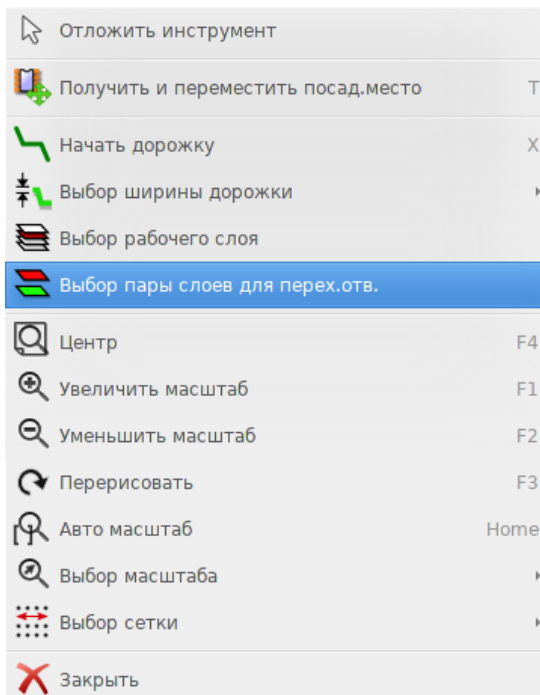 Отложить инструмент
Получить и переместить посад.место T
Начать дорожку X
Выбор ширины дорожки
Выбор рабочего слоя
Выбор пары слоев для перех.отв.
Центр F4
Увеличить масштаб F1
Уменьшить масштаб F2
Перерисовать F3
Авто масштаб Home
Выбор масштаба
Выбор сетки
Закрыть